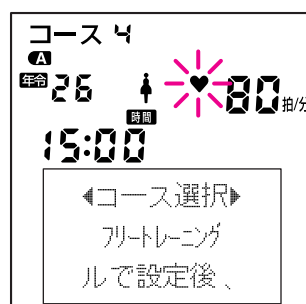 コース 4
A
年令 26 80 拍/分
時間
15:00
◀コース選択▶
フリートレーニング
ルで設定後、